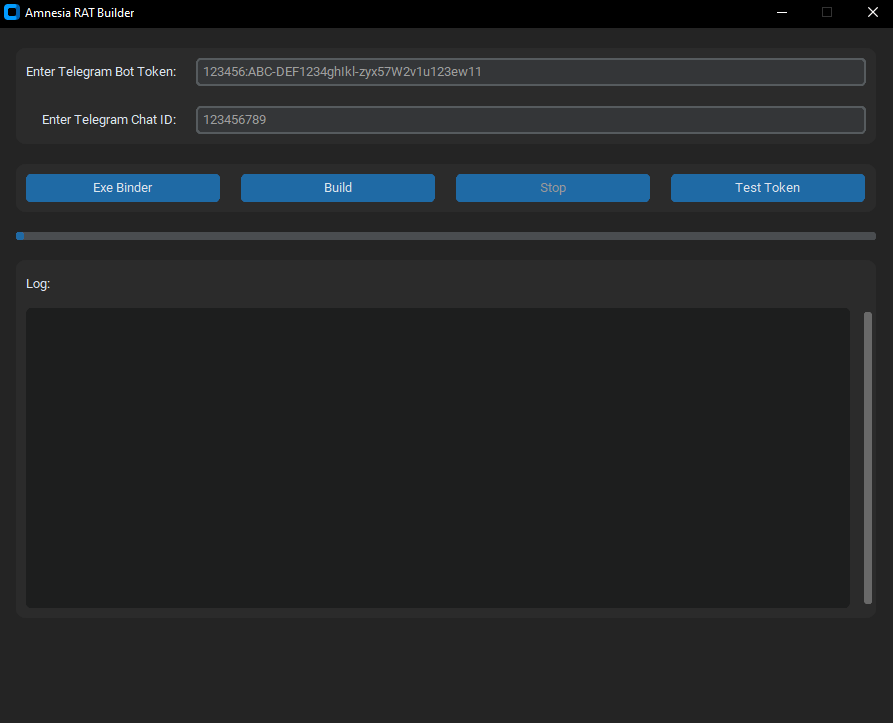 Amnesia RAT Builder
Enter Telegram Bot Token: 123456:ABC-DEF1234ghIkl-zyx57W2v1u123ew11
Enter Telegram Chat ID: 123456789
Exe Binder Build Stop Test Token
Log: